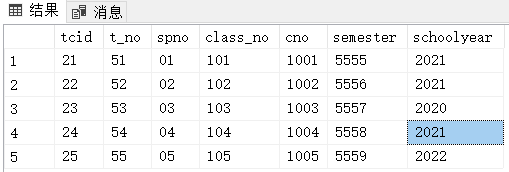 结果 消息
tcid t_no spno class_no cno semester schoolyear
1 21 51 01 101 1001 5555 2021
2 22 52 02 102 1002 5556 2021
3 23 53 03 103 1003 5557 2020
4 24 54 04 104 1004 5558 2021
5 25 55 05 105 1005 5559 2022